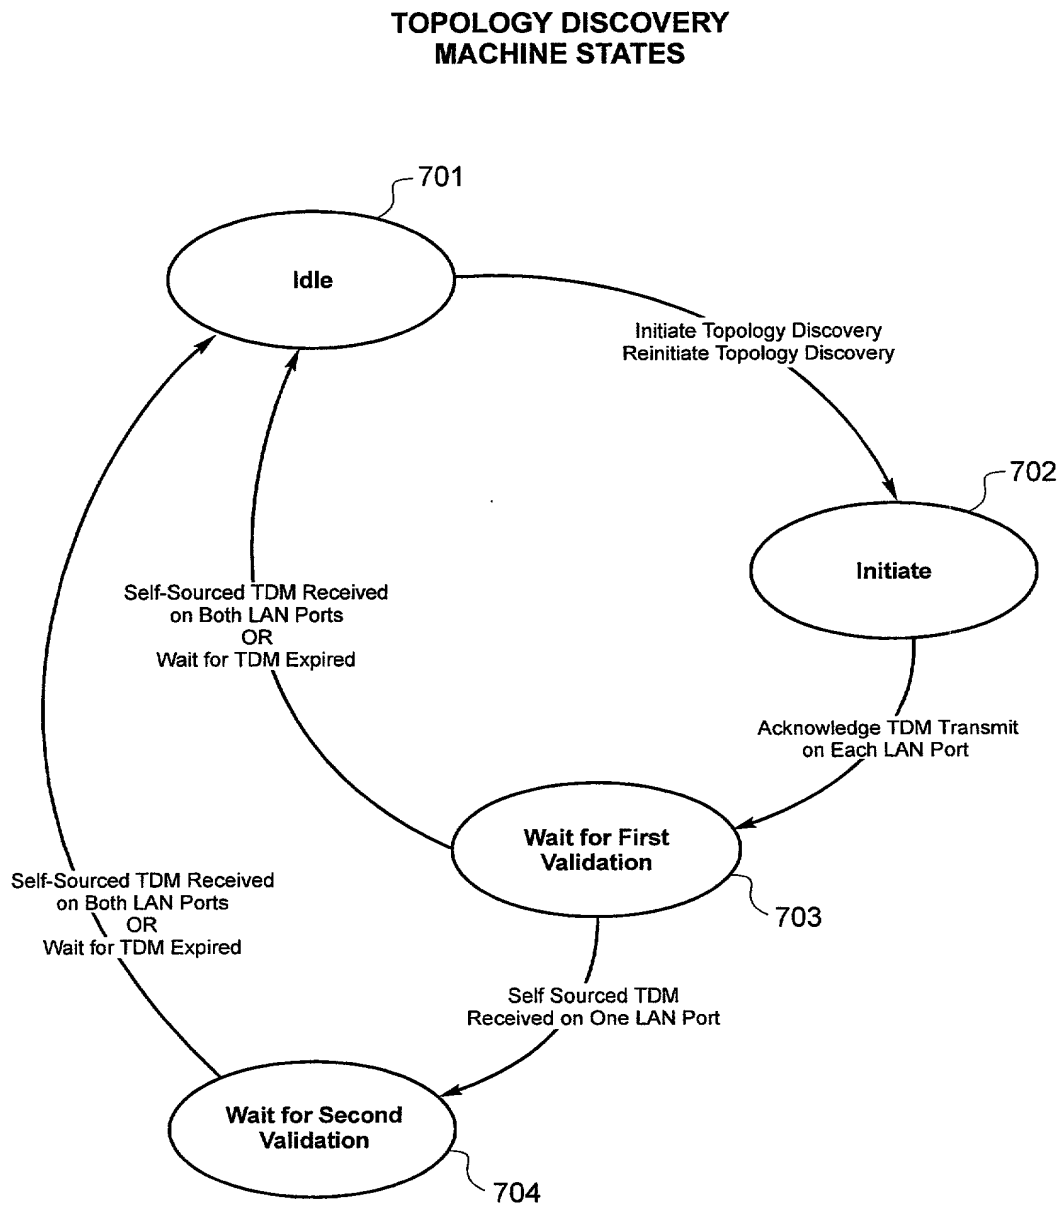 TOPOLOGY DISCOVERY
MACHINE STATES
701
Idle
Initiate Topology Discovery
Reinitiate Topology Discovery
702
Initiate
Self-Sourced TDM Received
on Both LAN Ports
OR
Wait for TDM Expired
Acknowledge TDM Transmit
on Each LAN Port
Wait for First
Validation
703
Self-Sourced TDM Received
on Both LAN Ports
OR
Wait for TDM Expired
Self Sourced TDM
Received on One LAN Port
Wait for Second
Validation
704